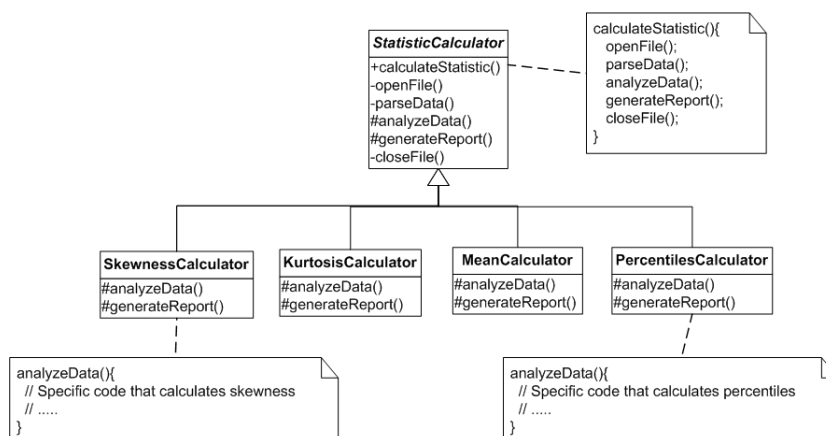 StatisticCalculator
+calculateStatistic()
-openFile()
-parseData()
#analyzeData()
#generateReport()
-closeFile()
calculateStatistic(){
openFile();
parseData();
analyzeData();
generateReport();
closeFile();
}
SkewnessCalculator
#analyzeData()
#generateReport()
KurtosisCalculator
#analyzeData()
#generateReport()
MeanCalculator
#analyzeData()
#generateReport()
PercentilesCalculator
#analyzeData()
#generateReport()
analyzeData(){
// Specific code that calculates skewness
// .....
}
analyzeData(){
// Specific code that calculates percentiles
// .....
}